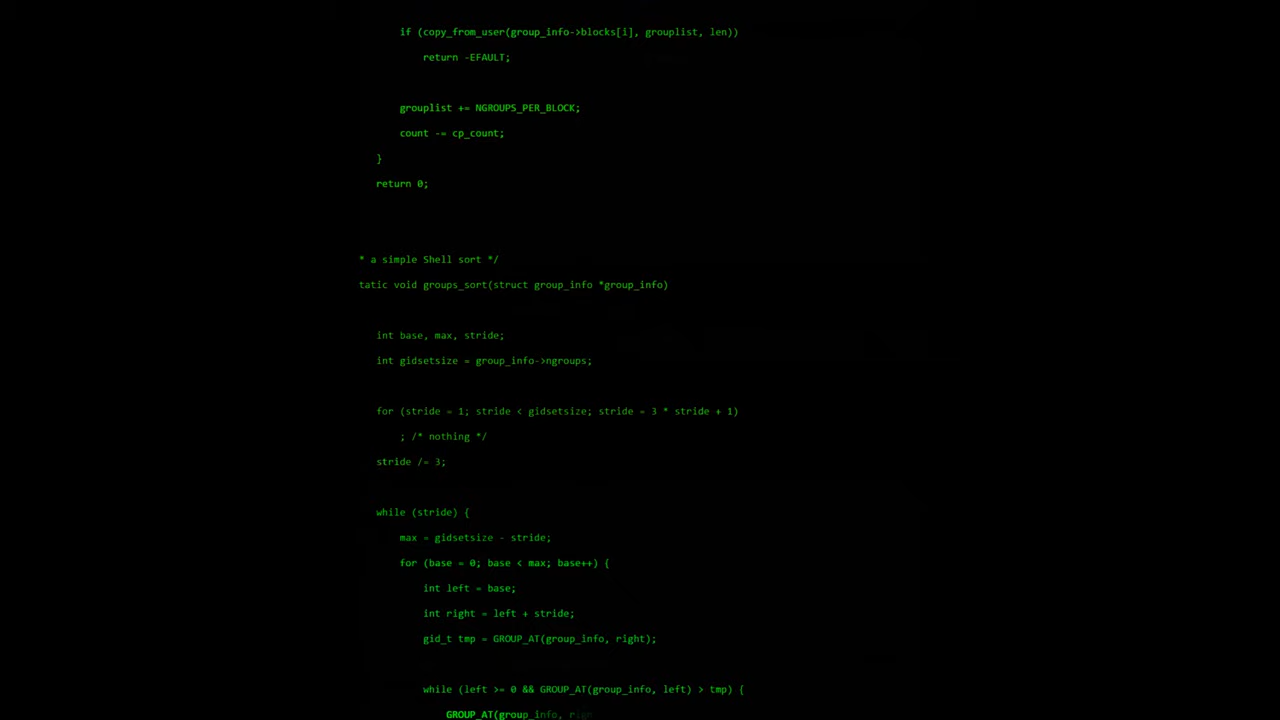 if (copy_from_user(group_info->blocks[i], grouplist, len))
return -EFAULT;
grouplist += NGROUPS_PER_BLOCK;
count -= cp_count;
}
return 0;
* a simple Shell sort */
tatic void groups_sort(struct group_info *group_info)
int base, max, stride;
int gidsetsize = group_info->ngroups;
for (stride = 1; stride < gidsetsize; stride = 3 * stride + 1)
; /* nothing */
stride /= 3;
while (stride) {
max = gidsetsize - stride;
for (base = 0; base < max; base++) {
int left = base;
int right = left + stride;
gid_t tmp = GROUP_AT(group_info, right);
while (left >= 0 && GROUP_AT(group_info, left) > tmp) {
GROUP_AT(group_info, righ